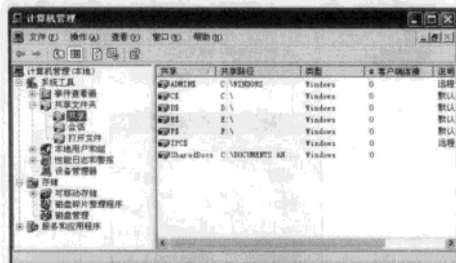 计算机管理
文件(F) 操作(A) 查看(V) 窗口(W) 帮助(H)
计算机管理(本地)
系统工具
事件查看器
共享文件夹
共享
会话
打开文件
本地用户和组
性能日志和警报
设备管理器
存储
可移动存储
磁盘碎片整理程序
磁盘管理
服务和应用程序
共享 共享路径 类型 # 客户端连接 说明
ADMIN$ C:\WINDOWS Windows 0 远程
C$ C:\ Windows 0 默认
D$ D:\ Windows 0 默认
E$ E:\ Windows 0 默认
F$ F:\ Windows 0 默认
IPC$ Windows 0 远程
SharedDocs C:\DOCUMENTS AN... Windows 0